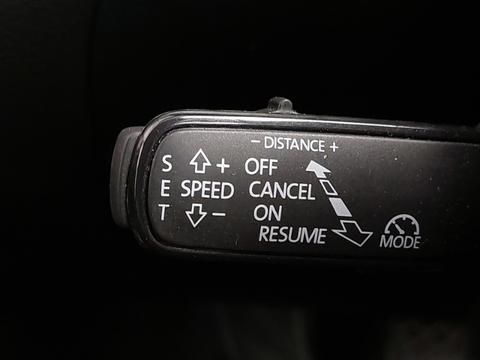 - DISTANCE +
S + OFF
E SPEED CANCEL
T - ON
RESUME
MODE